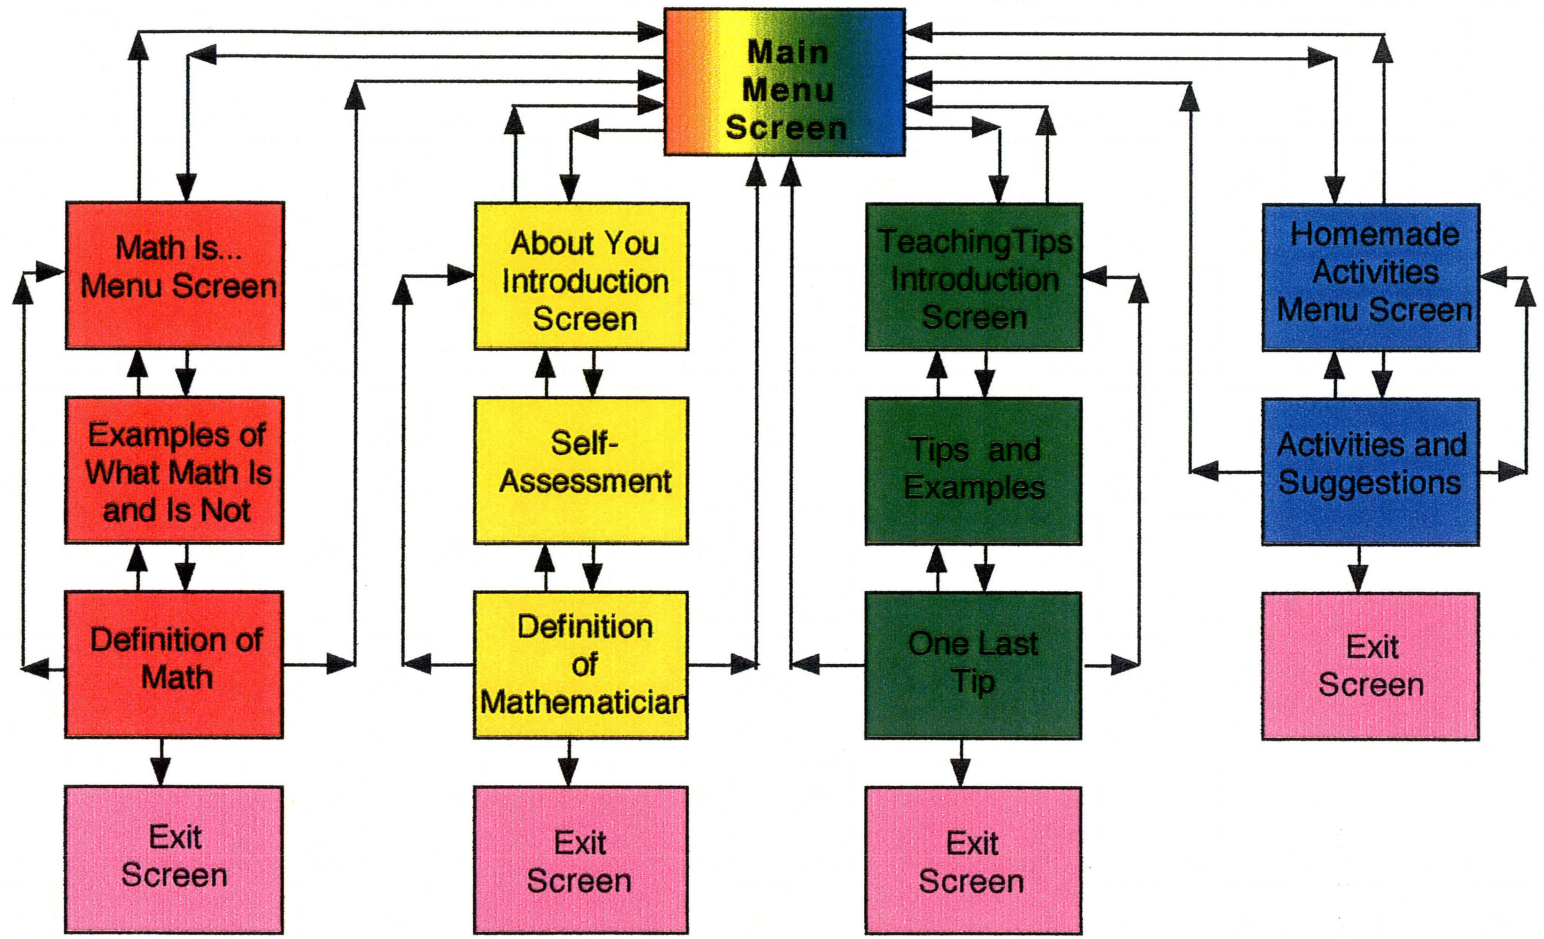 Main
Menu
Screen
Math Is...
Menu Screen
About You
Introduction
Screen
TeachingTips
Introduction
Screen
Homemade
Activities
Menu Screen
Examples of
What Math Is
and Is Not
Self-
Assessment
Tips and
Examples
Activities and
Suggestions
Definition of
Math
Definition
of
Mathematician
One Last
Tip
Exit
Screen
Exit
Screen
Exit
Screen
Exit
Screen